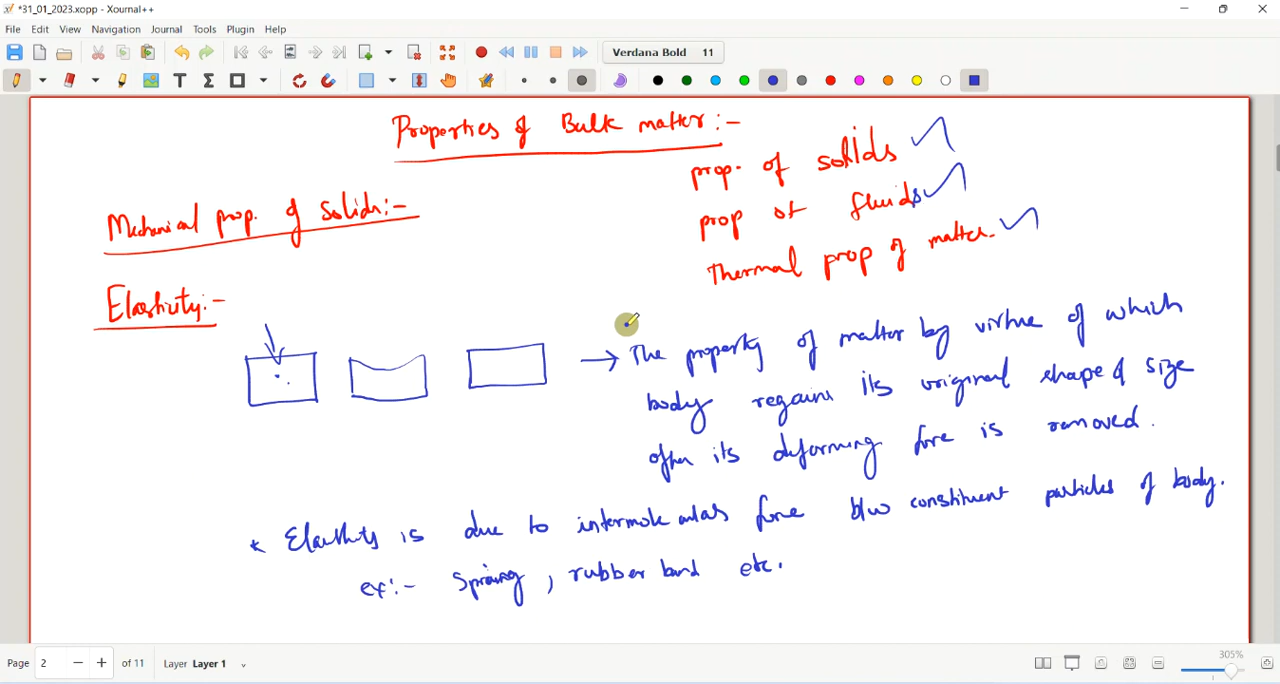 *31_01_2023.xopp - Xournal++
File Edit View Navigation Journal Tools Plugin Help
Verdana Bold 11
Properties of Bulk matter:-
prop. of solids
prop of fluids
Thermal prop of matter.
Mechanical prop. of solids:-
Elasticity:-
→ The property of matter by virtue of which
body regains its original shape & size
after its deforming force is removed.
* Elasticity is due to intermolecular force b/w constituent particles of body.
ex:- Spring, rubber band etc.
Page 2 of 11 Layer Layer 1 305%